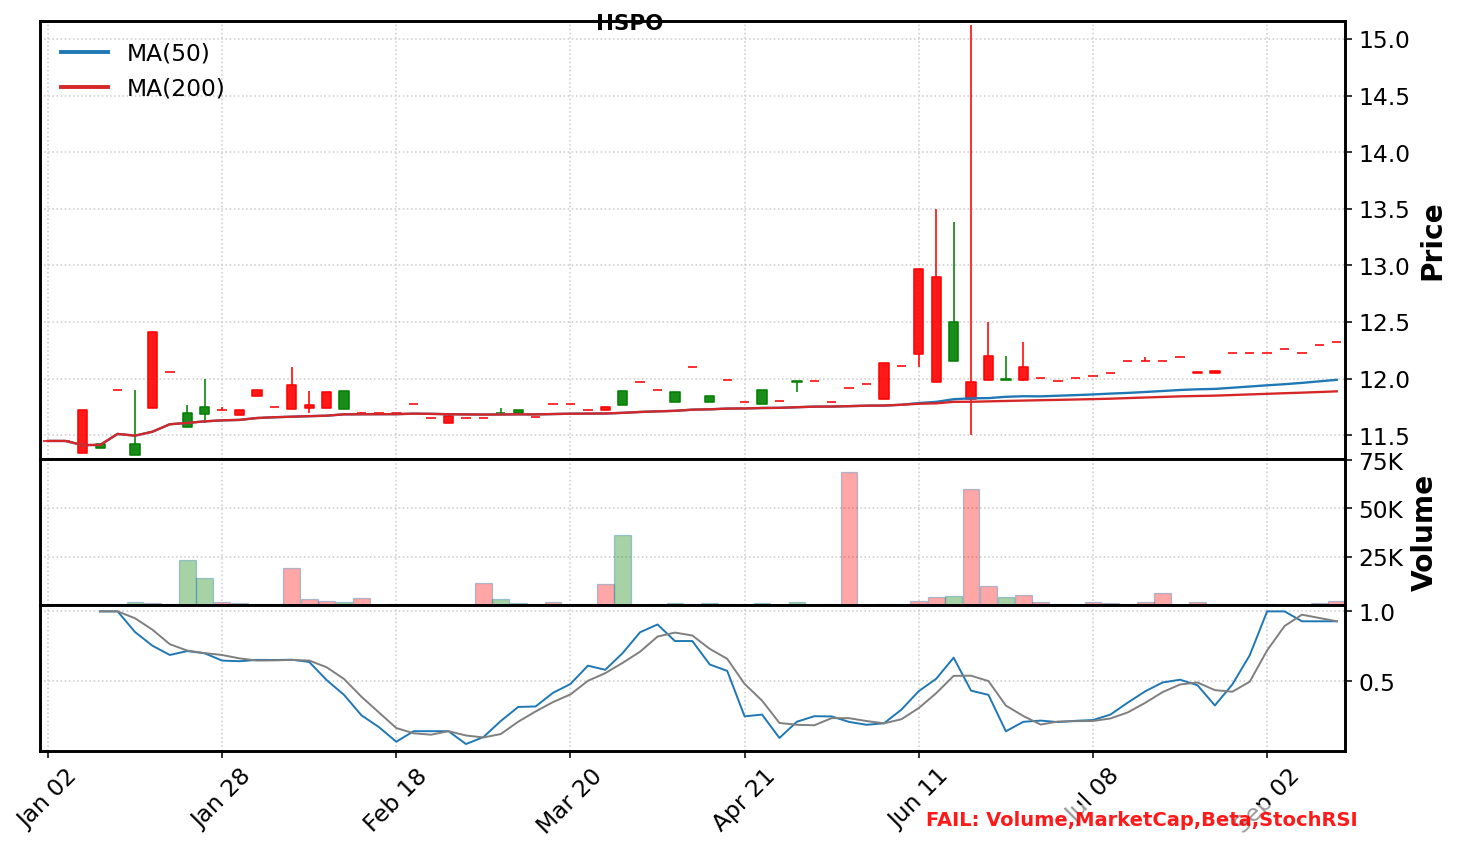 HSPO
MA(50)
MA(200)
15.0
14.5
14.0
13.5
13.0
12.5
12.0
11.5
Price
75K
50K
25K
Volume
1.0
0.5
Jan 02
Jan 28
Feb 18
Mar 20
Apr 21
Jun 11
Jul 08
Sep 02
FAIL: Volume,MarketCap,Beta,StochRSI